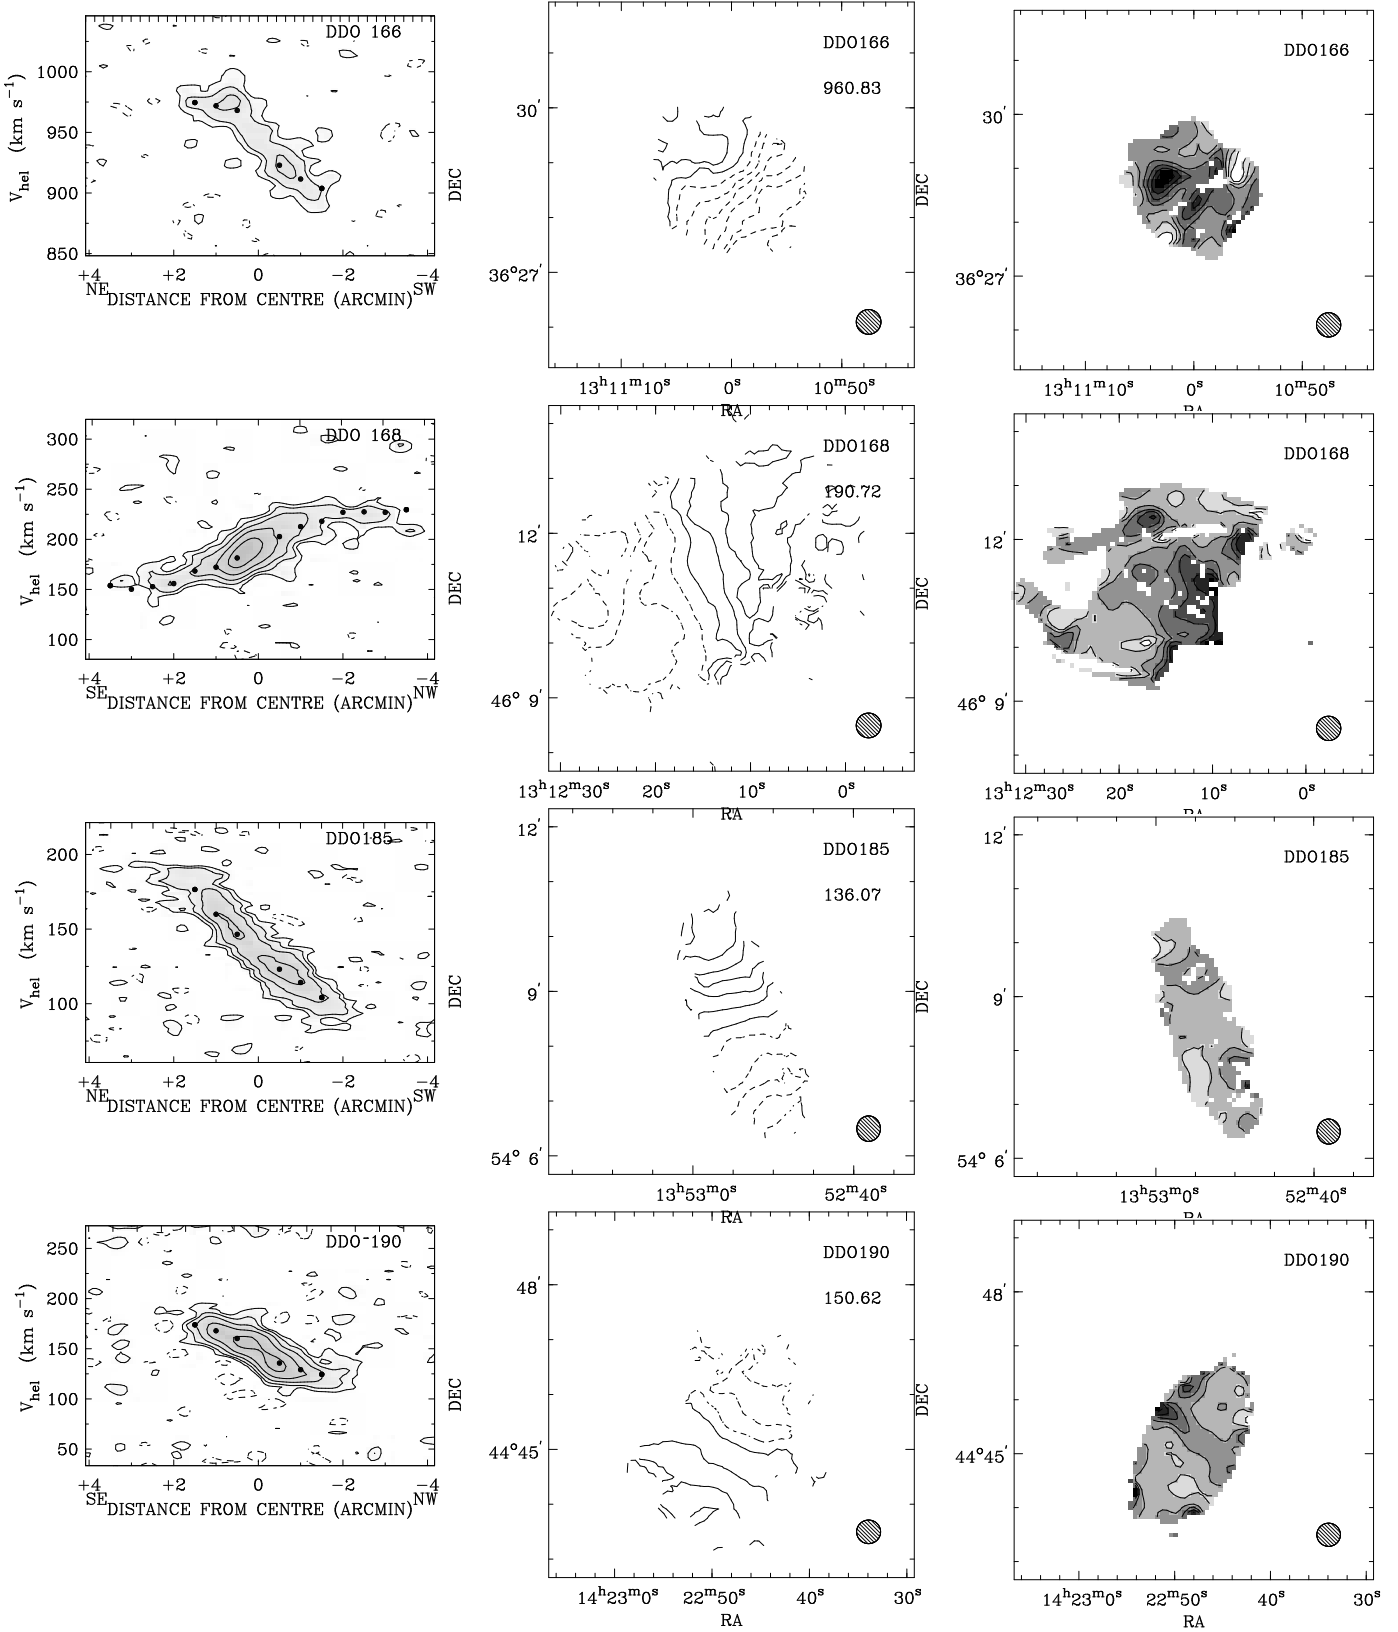 DDO 166
1000
950
900
850
V_hel (km s⁻¹)
+4 +2 0 −2 −4
NE DISTANCE FROM CENTRE (ARCMIN) SW
DDO166
960.83
30′
36°27′
DEC
13ʰ11ᵐ10ˢ 0ˢ 10ᵐ50ˢ
RA
DDO166
30′
36°27′
DEC
13ʰ11ᵐ10ˢ 0ˢ 10ᵐ50ˢ
RA
DDO 168
300
250
200
150
100
V_hel (km s⁻¹)
+4 +2 0 −2 −4
SE DISTANCE FROM CENTRE (ARCMIN) NW
DDO168
190.72
12′
46° 9′
DEC
13ʰ12ᵐ30ˢ 20ˢ 10ˢ 0ˢ
RA
DDO168
12′
46° 9′
DEC
13ʰ12ᵐ30ˢ 20ˢ 10ˢ 0ˢ
RA
DDO185
200
150
100
V_hel (km s⁻¹)
+4 +2 0 −2 −4
NE DISTANCE FROM CENTRE (ARCMIN) SW
DDO185
136.07
12′
9′
54° 6′
DEC
13ʰ53ᵐ0ˢ 52ᵐ40ˢ
RA
DDO185
12′
9′
54° 6′
DEC
13ʰ53ᵐ0ˢ 52ᵐ40ˢ
RA
DDO 190
250
200
150
100
50
V_hel (km s⁻¹)
+4 +2 0 −2 −4
SE DISTANCE FROM CENTRE (ARCMIN) NW
DDO190
150.62
48′
44°45′
DEC
14ʰ23ᵐ0ˢ 22ᵐ50ˢ 40ˢ 30ˢ
RA
DDO190
48′
44°45′
DEC
14ʰ23ᵐ0ˢ 22ᵐ50ˢ 40ˢ 30ˢ
RA